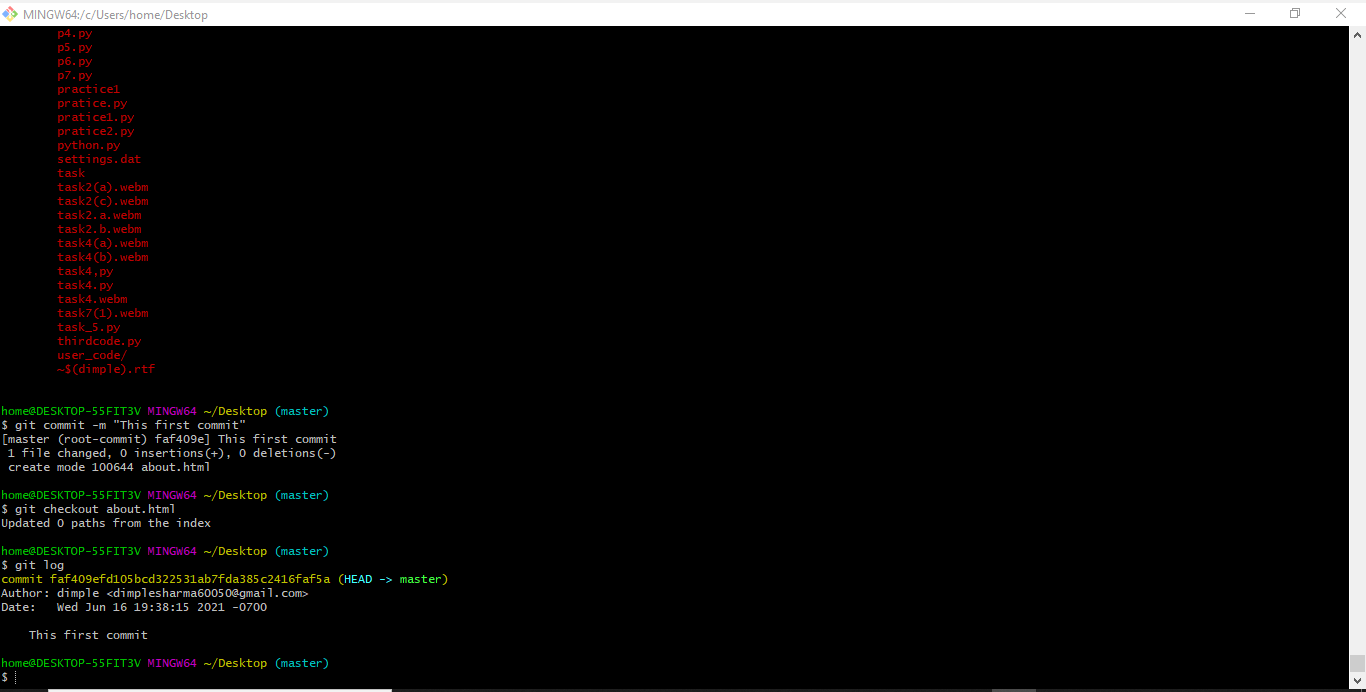 MINGW64:/c/Users/home/Desktop
p4.py
p5.py
p6.py
p7.py
practice1
pratice.py
pratice1.py
pratice2.py
python.py
settings.dat
task
task2(a).webm
task2(c).webm
task2.a.webm
task2.b.webm
task4(a).webm
task4(b).webm
task4,py
task4.py
task4.webm
task7(1).webm
task_5.py
thirdcode.py
user_code/
~$(dimple).rtf
home@DESKTOP-55FIT3V MINGW64 ~/Desktop (master)
$ git commit -m "This first commit"
[master (root-commit) faf409e] This first commit
1 file changed, 0 insertions(+), 0 deletions(-)
create mode 100644 about.html
home@DESKTOP-55FIT3V MINGW64 ~/Desktop (master)
$ git checkout about.html
Updated 0 paths from the index
home@DESKTOP-55FIT3V MINGW64 ~/Desktop (master)
$ git log
commit faf409efd105bcd322531ab7fda385c2416faf5a (HEAD -> master)
Author: dimple <dimplesharma60050@gmail.com>
Date:   Wed Jun 16 19:38:15 2021 -0700
This first commit
home@DESKTOP-55FIT3V MINGW64 ~/Desktop (master)
$